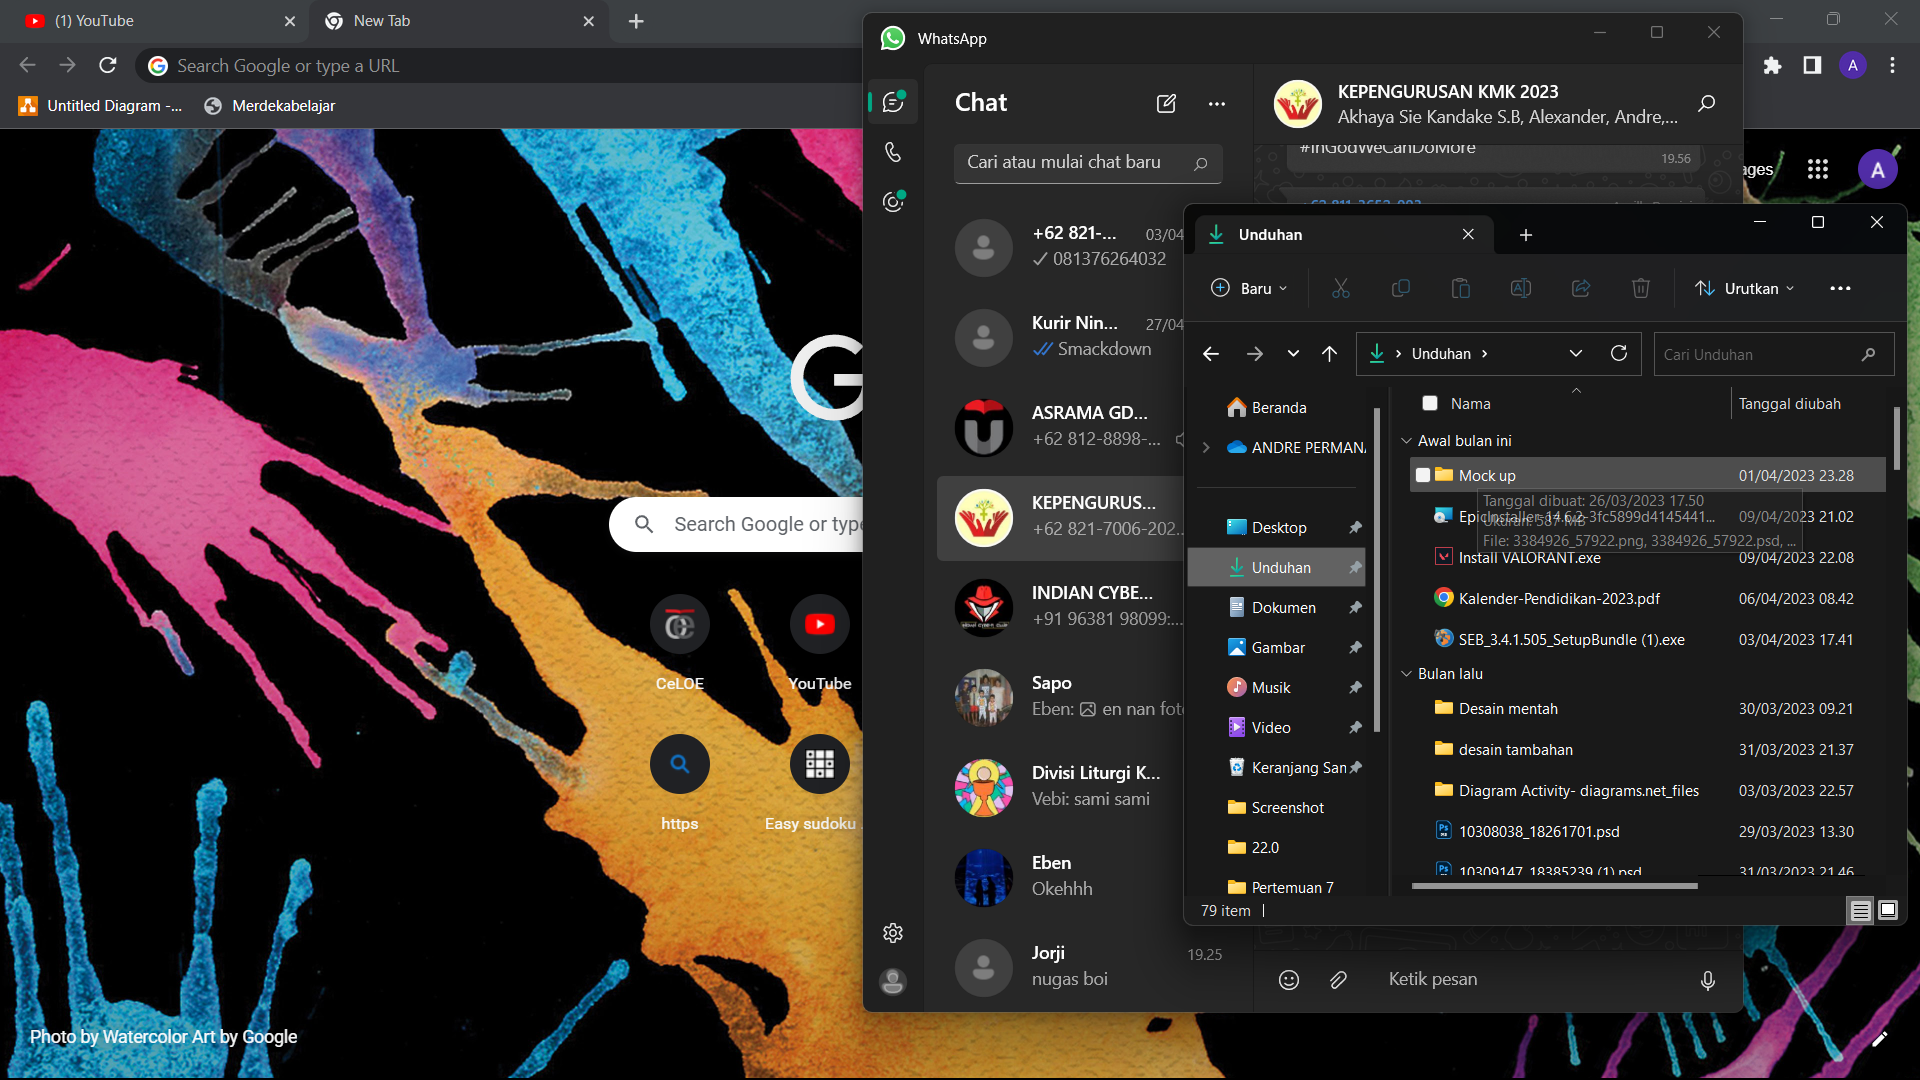 (1) YouTube
New Tab
Search Google or type a URL
Untitled Diagram -...
Merdekabelajar
A
ages
A
Search Google or type
CeLOE
YouTube
https
Easy sudoku
Photo by Watercolor Art by Google
WhatsApp
Chat
Cari atau mulai chat baru
+62 821-... 03/04
081376264032
Kurir Nin... 27/04
Smackdown
ASRAMA GD...
+62 812-8898-...
KEPENGURUS...
+62 821-7006-202...
INDIAN CYBE...
+91 96381 98099:...
Sapo
Eben: en nan foto
Divisi Liturgi K...
Vebi: sami sami
Eben
Okehhh
Jorji 19.25
nugas boi
KEPENGURUSAN KMK 2023
Akhaya Sie Kandake S.B, Alexander, Andre,...
#InGodWeCanDoMore
19.56
Ketik pesan
Unduhan
Baru
Urutkan
Unduhan
Cari Unduhan
Beranda
ANDRE PERMANA
Desktop
Unduhan
Dokumen
Gambar
Musik
Video
Keranjang Sam
Screenshot
22.0
Pertemuan 7
79 item
Nama Tanggal diubah
Awal bulan ini
Mock up 01/04/2023 23.28
Tanggal dibuat: 26/03/2023 17.50
EpicInstaller-14.6.2-3fc5899d4145441... 09/04/2023 21.02
Ukuran: 587 MB
File: 3384926_57922.png, 3384926_57922.psd, ...
Install VALORANT.exe 09/04/2023 22.08
Kalender-Pendidikan-2023.pdf 06/04/2023 08.42
SEB_3.4.1.505_SetupBundle (1).exe 03/04/2023 17.41
Bulan lalu
Desain mentah 30/03/2023 09.21
desain tambahan 31/03/2023 21.37
Diagram Activity- diagrams.net_files 03/03/2023 22.57
10308038_18261701.psd 29/03/2023 13.30
10309147_18385239 (1).psd 31/03/2023 21.46